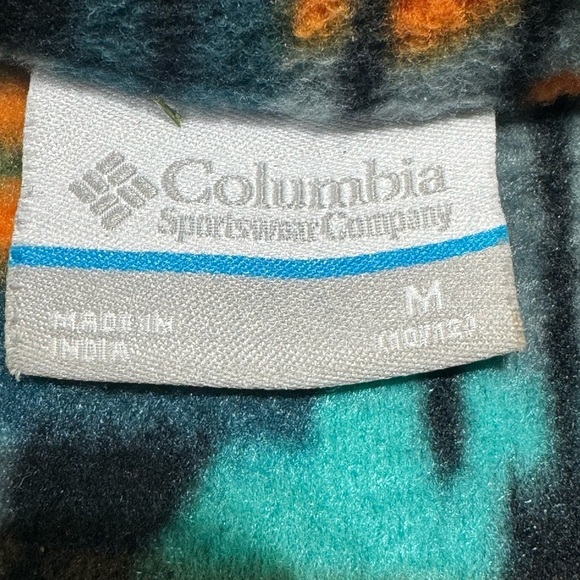 Columbia
Sportswear Company
M
(10/12)
MADE IN
INDIA